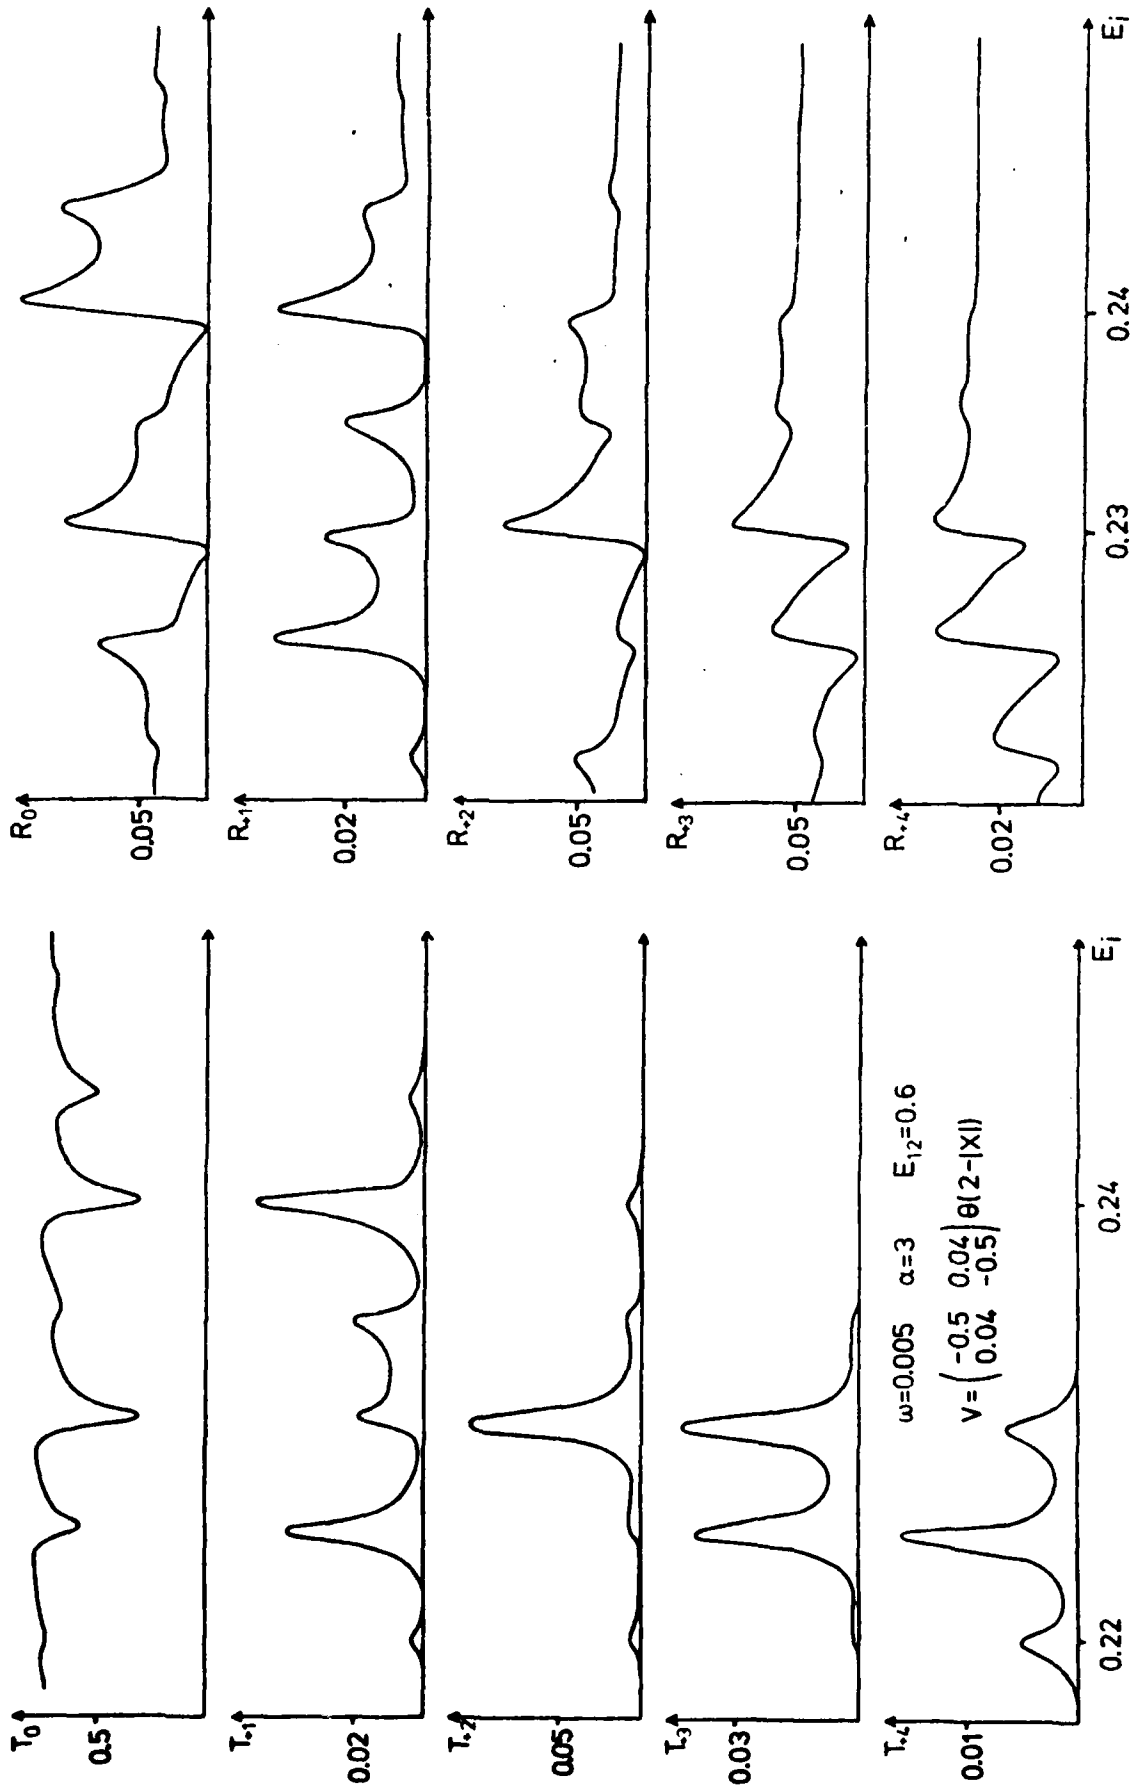 T₀
0.5
T₊₁
0.02
T₊₂
0.05
T₊₃
0.03
T₊₄
0.01
ω=0.005 α=3 E₁₂=0.6
V = (-0.5 0.04
0.04 -0.5) θ(2-|X|)
0.22
0.24
Eᵢ
R₀
0.05
R₊₁
0.02
R₊₂
0.05
R₊₃
0.05
R₊₄
0.02
0.23
0.24
Eᵢ